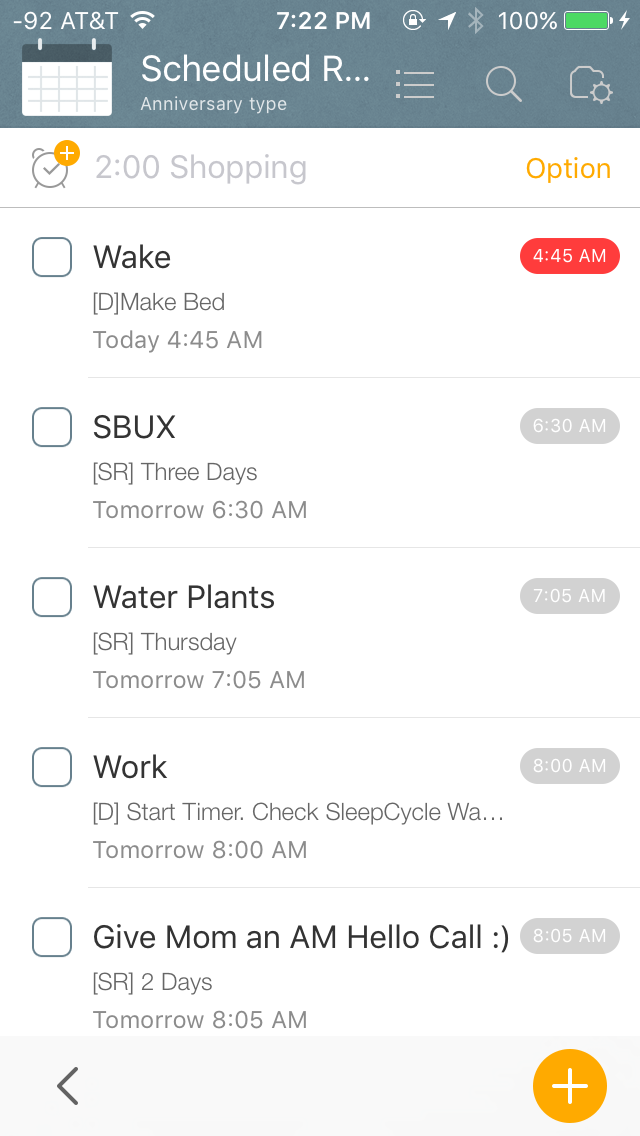 -92 AT&T 7:22 PM 100%
Scheduled R...
Anniversary type
2:00 Shopping Option
Wake 4:45 AM
[D]Make Bed
Today 4:45 AM
SBUX 6:30 AM
[SR] Three Days
Tomorrow 6:30 AM
Water Plants 7:05 AM
[SR] Thursday
Tomorrow 7:05 AM
Work 8:00 AM
[D] Start Timer. Check SleepCycle Wa...
Tomorrow 8:00 AM
Give Mom an AM Hello Call :) 8:05 AM
[SR] 2 Days
Tomorrow 8:05 AM